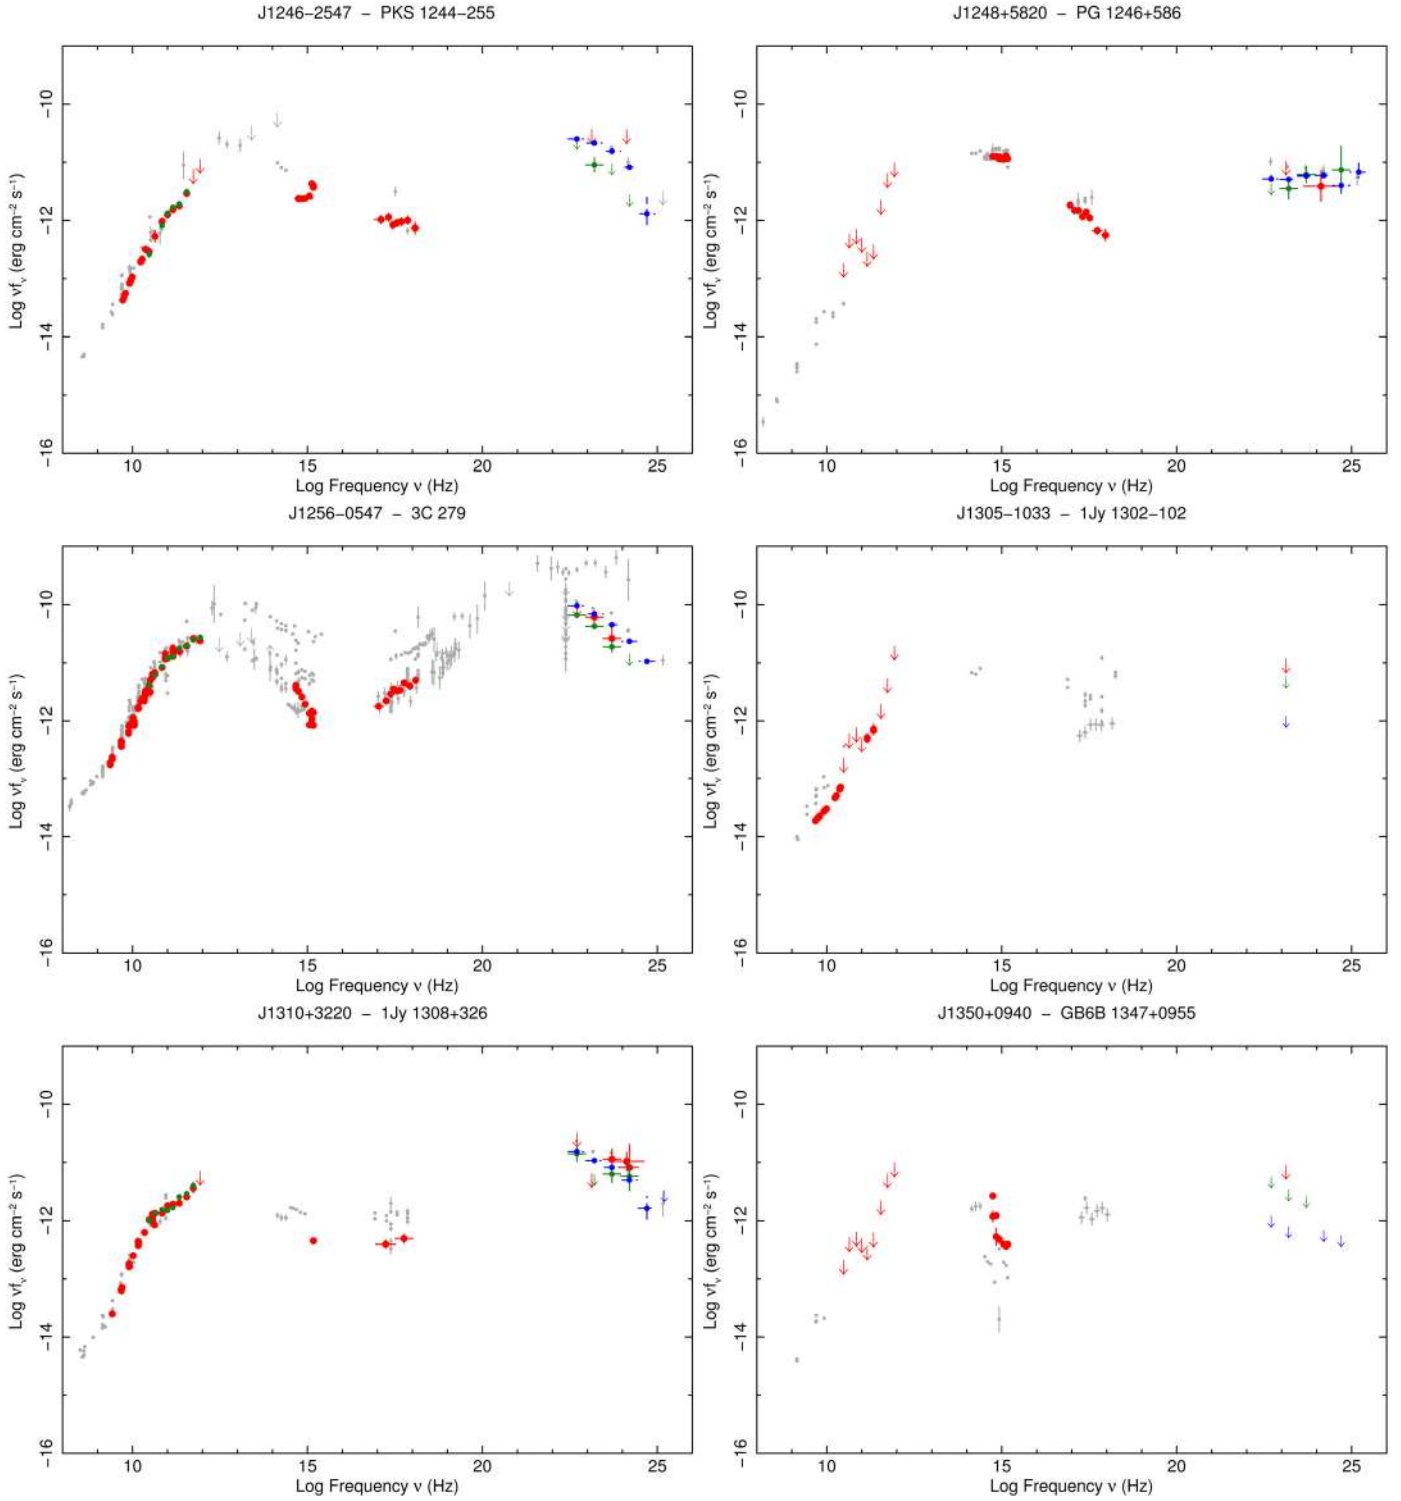 J1246−2547 − PKS 1244−255
J1248+5820 − PG 1246+586
Log νfν (erg cm−2 s−1)
−10
−12
−14
−16
10 15 20 25
Log Frequency ν (Hz)
Log νfν (erg cm−2 s−1)
−10
−12
−14
−16
10 15 20 25
Log Frequency ν (Hz)
J1256−0547 − 3C 279
J1305−1033 − 1Jy 1302−102
Log νfν (erg cm−2 s−1)
−10
−12
−14
−16
10 15 20 25
Log Frequency ν (Hz)
Log νfν (erg cm−2 s−1)
−10
−12
−14
−16
10 15 20 25
Log Frequency ν (Hz)
J1310+3220 − 1Jy 1308+326
J1350+0940 − GB6B 1347+0955
Log νfν (erg cm−2 s−1)
−10
−12
−14
−16
10 15 20 25
Log Frequency ν (Hz)
Log νfν (erg cm−2 s−1)
−10
−12
−14
−16
10 15 20 25
Log Frequency ν (Hz)